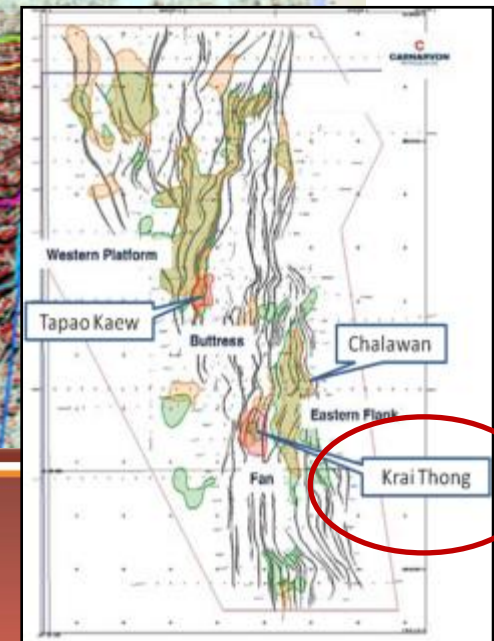 CARNARVON
Western Platform
Tapao Kaew
Buttress
Chalawan
Eastern Flank
Krai Thong
Fan